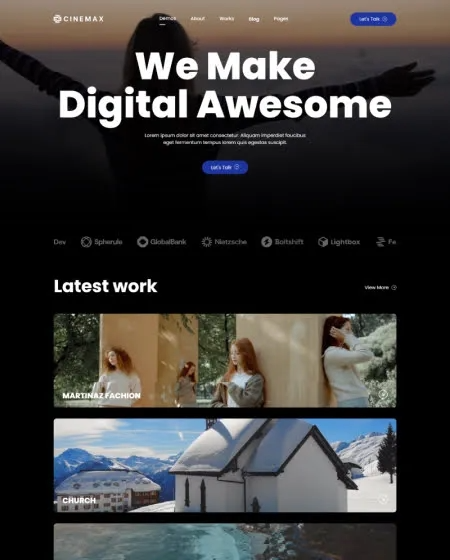 CINEMAX
Demos About Works Blog Pages
Let's Talk
We Make
Digital Awesome
Lorem ipsum dolor sit amet consectetur. Aliquam imperdiet faucibus
eget fermentum tempus lorem quis egestas suscipit.
Let's Talk
Dev Spherule GlobalBank Nietzsche Boltshift Lightbox Fe
Latest work
View More
MARTINAZ FACHION
CHURCH